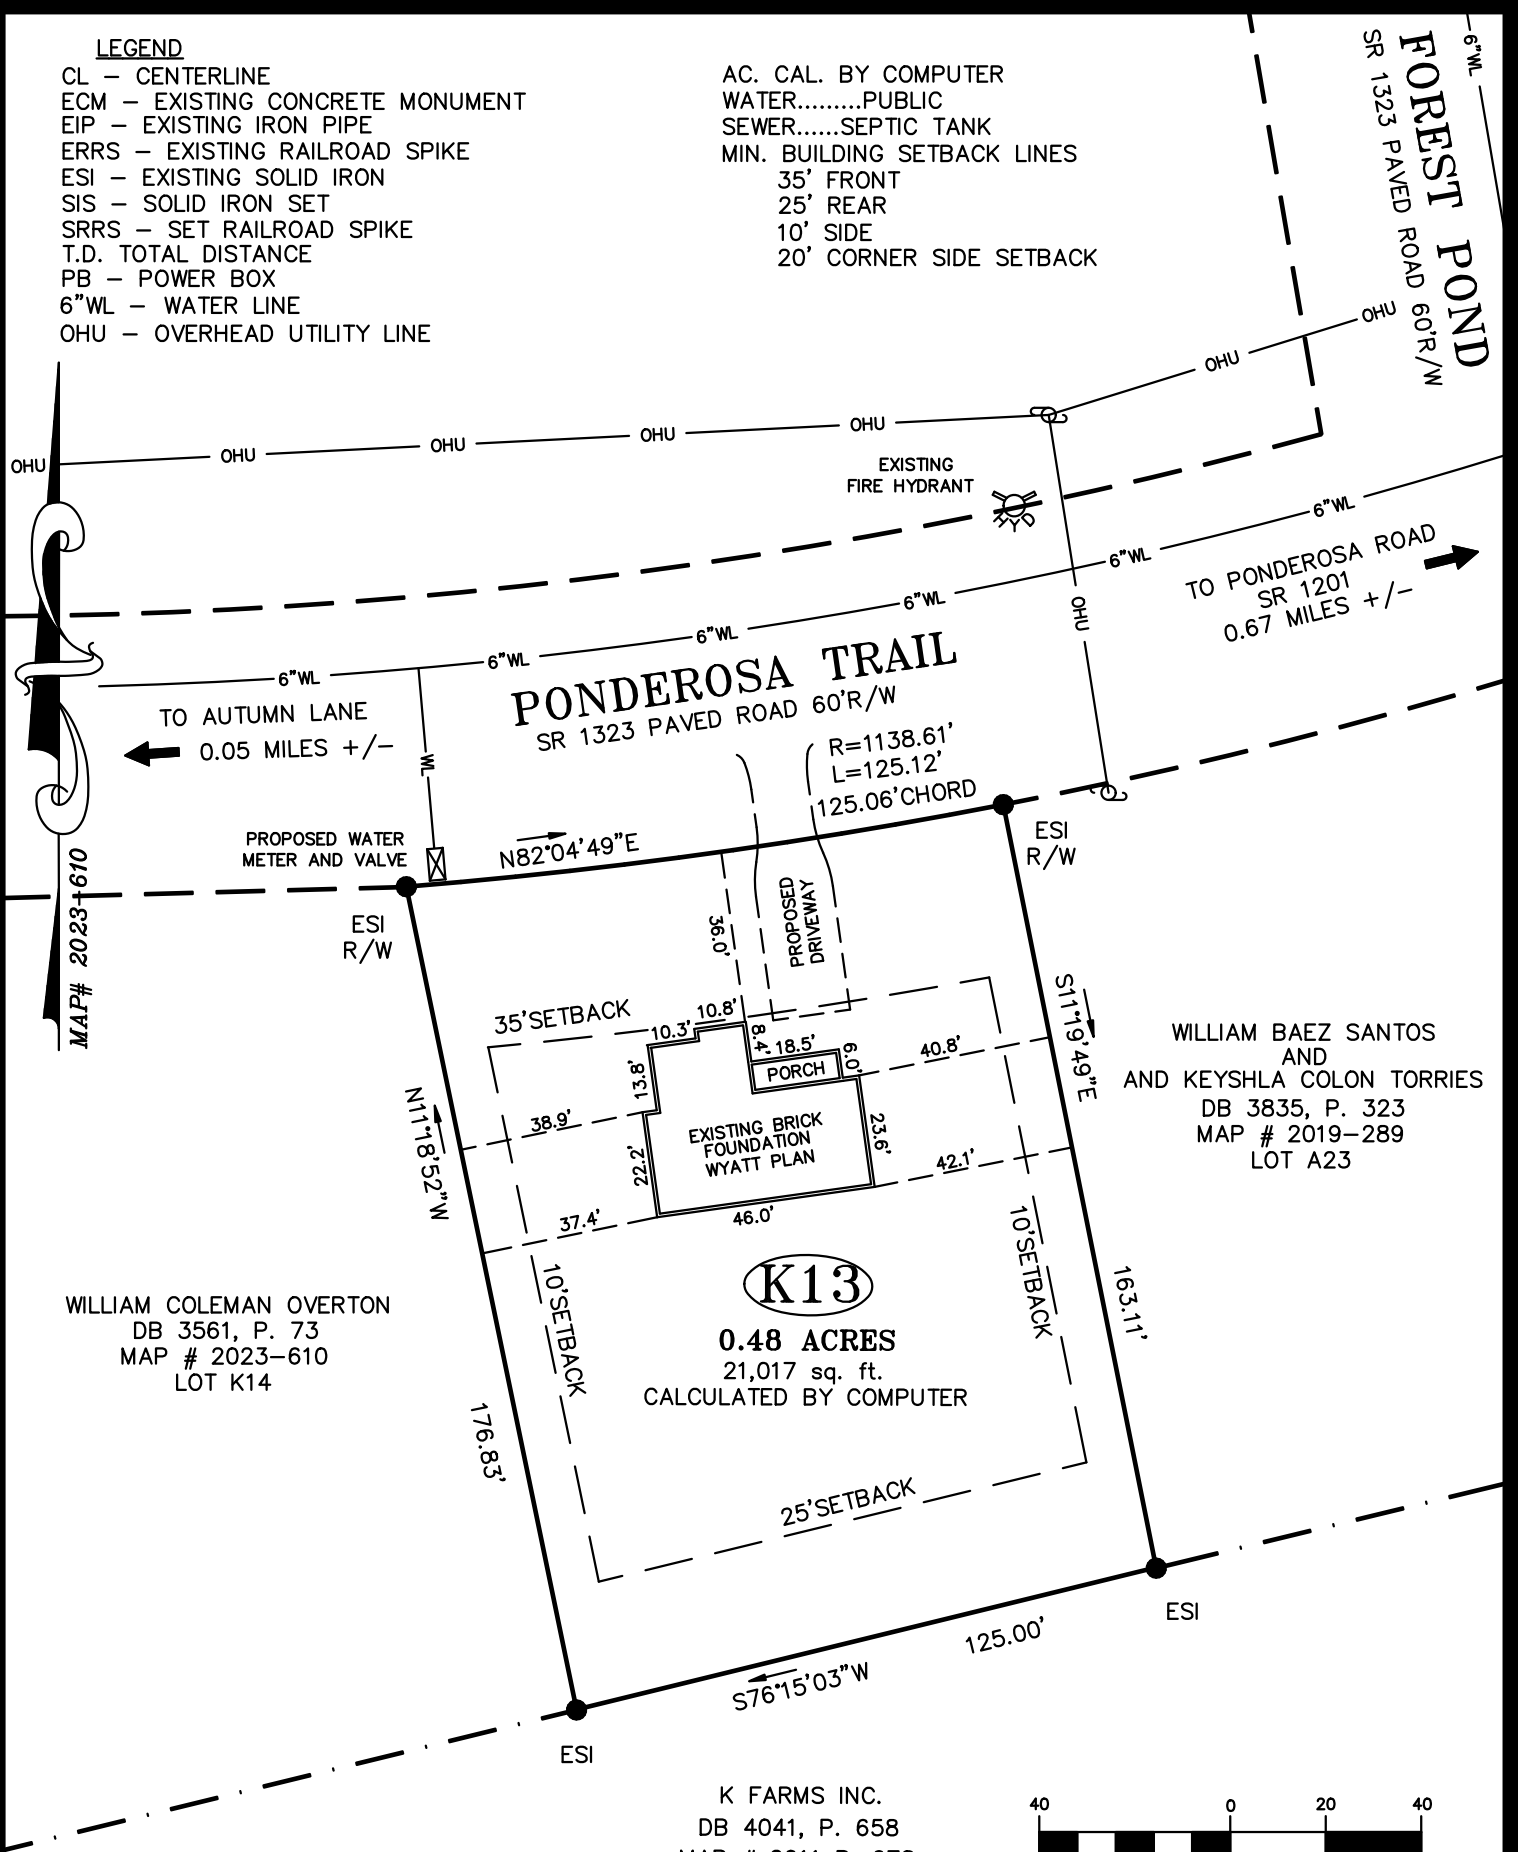 LEGEND
CL – CENTERLINE
ECM – EXISTING CONCRETE MONUMENT
EIP – EXISTING IRON PIPE
ERRS – EXISTING RAILROAD SPIKE
ESI – EXISTING SOLID IRON
SIS – SOLID IRON SET
SRRS – SET RAILROAD SPIKE
T.D. TOTAL DISTANCE
PB – POWER BOX
6"WL – WATER LINE
OHU – OVERHEAD UTILITY LINE
AC. CAL. BY COMPUTER
WATER.........PUBLIC
SEWER......SEPTIC TANK
MIN. BUILDING SETBACK LINES
35' FRONT
25' REAR
10' SIDE
20' CORNER SIDE SETBACK
6"WL
FOREST POND
SR 1323 PAVED ROAD 60'R/W
OHU
OHU
OHU
OHU
OHU
OHU
OHU
EXISTING
FIRE HYDRANT
HYD
6"WL
6"WL
6"WL
6"WL
6"WL
6"WL
OHU
TO PONDEROSA ROAD
SR 1201
0.67 MILES +/–
PONDEROSA TRAIL
SR 1323 PAVED ROAD 60'R/W
TO AUTUMN LANE
0.05 MILES +/–
WL
R=1138.61'
L=125.12'
125.06'CHORD
PROPOSED WATER
METER AND VALVE
N82°04'49"E
ESI
R/W
ESI
R/W
MAP# 2023–610
36.0'
PROPOSED
DRIVEWAY
35'SETBACK
10.3'
10.8'
8.4'
18.5'
6.0'
PORCH
40.8'
13.8'
38.9'
EXISTING BRICK
FOUNDATION
WYATT PLAN
23.6'
22.2'
42.1'
37.4'
46.0'
N11°18'52"W
S11°19'49"E
WILLIAM BAEZ SANTOS
AND
AND KEYSHLA COLON TORRIES
DB 3835, P. 323
MAP # 2019–289
LOT A23
10'SETBACK
10'SETBACK
K13
0.48 ACRES
21,017 sq. ft.
CALCULATED BY COMPUTER
163.11'
WILLIAM COLEMAN OVERTON
DB 3561, P. 73
MAP # 2023–610
LOT K14
176.83'
25'SETBACK
ESI
125.00'
S76°15'03"W
ESI
K FARMS INC.
DB 4041, P. 658
40 0 20 40